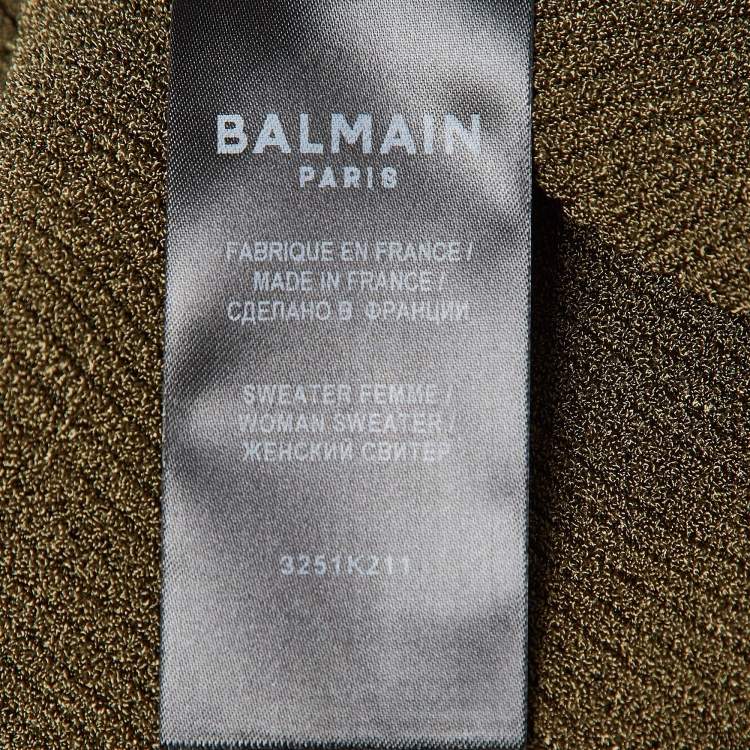 BALMAIN
PARIS
FABRIQUE EN FRANCE /
MADE IN FRANCE /
СДЕЛАНО В ФРАНЦИИ
SWEATER FEMME /
WOMAN SWEATER /
ЖЕНСКИЙ СВИТЕР
3251K211